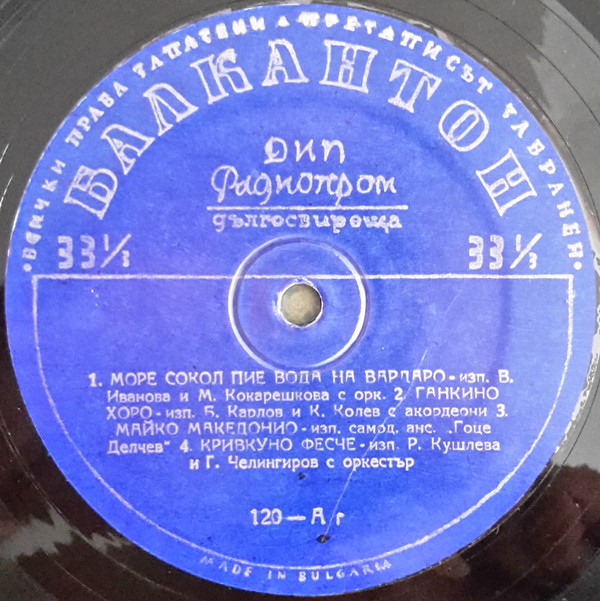 ВСИЧКИ ПРАВА ЗАПАЗЕНИ ▲ ПРЕЗАПИСЪТ ЗАБРАНЕН
БАЛКАНТОН
ДИП
Радиопром
дългосвиреща
33⅓ 33⅓
1. МОРЕ СОКОЛ ПИЕ ВОДА НА ВАРДАРО - изп. В.
Иванова и М. Кокарешкова с орк. 2. ГАНКИНО
ХОРО - изп. Б. Карлов и К. Колев с акордеони 3.
МАЙКО МАКЕДОНИО - изп. самод. анс. „Гоце
Делчев" 4. КРИВКУНО ФЕСЧЕ - изп. Р. Кушлева
и Г. Челингиров с оркестър
120 — А г
MADE IN BULGARIA